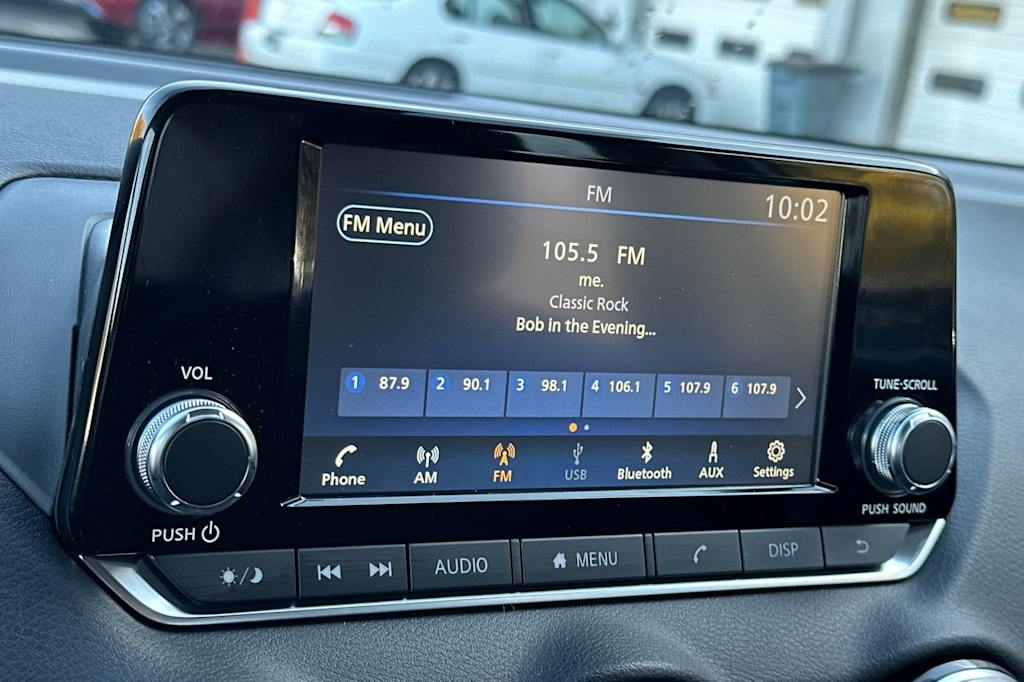 FM
10:02
FM Menu
105.5 FM
me.
Classic Rock
Bob in the Evening...
1 87.9 2 90.1 3 98.1 4 106.1 5 107.9 6 107.9
Phone AM FM USB Bluetooth AUX Settings
VOL
PUSH
TUNE·SCROLL
PUSH SOUND
AUDIO MENU DISP